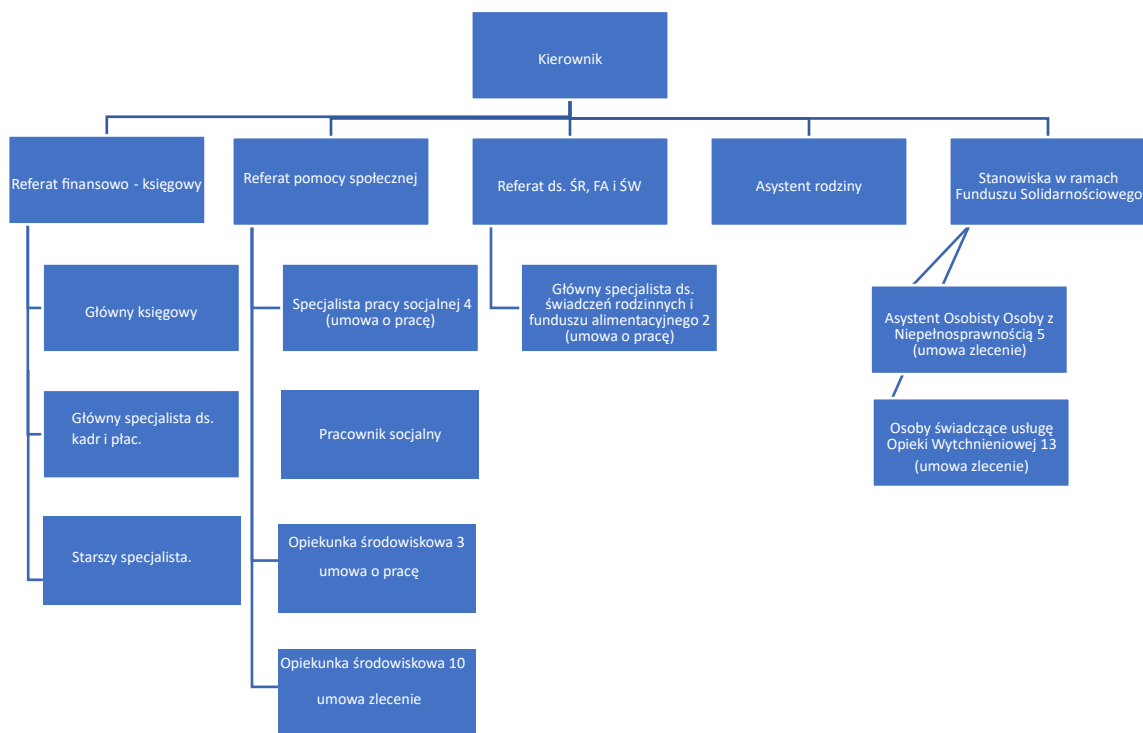 Kierownik
Referat finansowo - księgowy
Referat pomocy społecznej
Referat ds. ŚR, FA i ŚW
Asystent rodziny
Stanowiska w ramach
Funduszu Solidarnościowego
Główny księgowy
Specjalista pracy socjalnej 4
(umowa o pracę)
Główny specjalista ds.
świadczeń rodzinnych i
funduszu alimentacyjnego 2
(umowa o pracę)
Asystent Osobisty Osoby z
Niepełnosprawnością 5
(umowa zlecenie)
Główny specjalista ds.
kadr i płac.
Pracownik socjalny
Osoby świadczące usługę
Opieki Wytchnieniowej 13
(umowa zlecenie)
Starszy specjalista.
Opiekunka środowiskowa 3
umowa o pracę
Opiekunka środowiskowa 10
umowa zlecenie